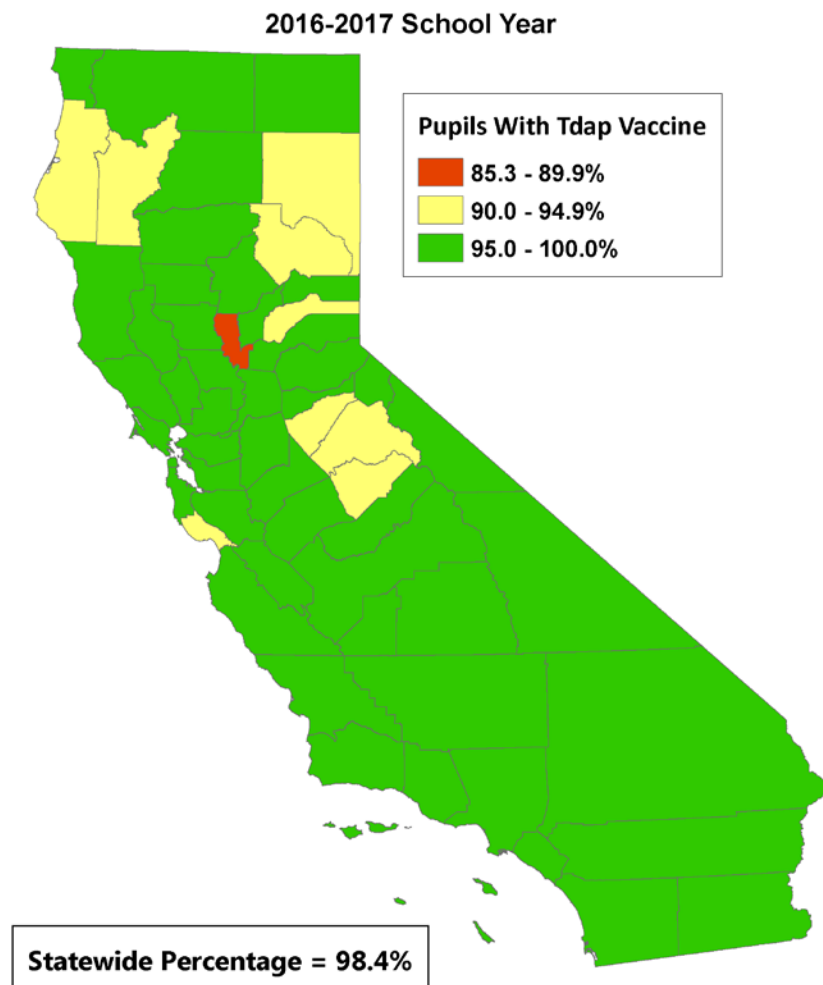 2016-2017 School Year
Pupils With Tdap Vaccine
85.3 - 89.9%
90.0 - 94.9%
95.0 - 100.0%
Statewide Percentage = 98.4%